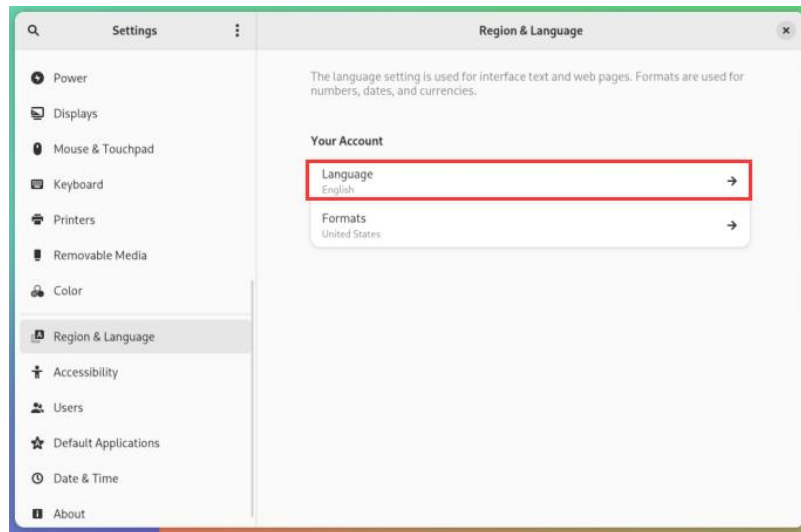 Settings
Region & Language
Power
Displays
Mouse & Touchpad
Keyboard
Printers
Removable Media
Color
Region & Language
Accessibility
Users
Default Applications
Date & Time
About
The language setting is used for interface text and web pages. Formats are used for
numbers, dates, and currencies.
Your Account
Language
English
Formats
United States